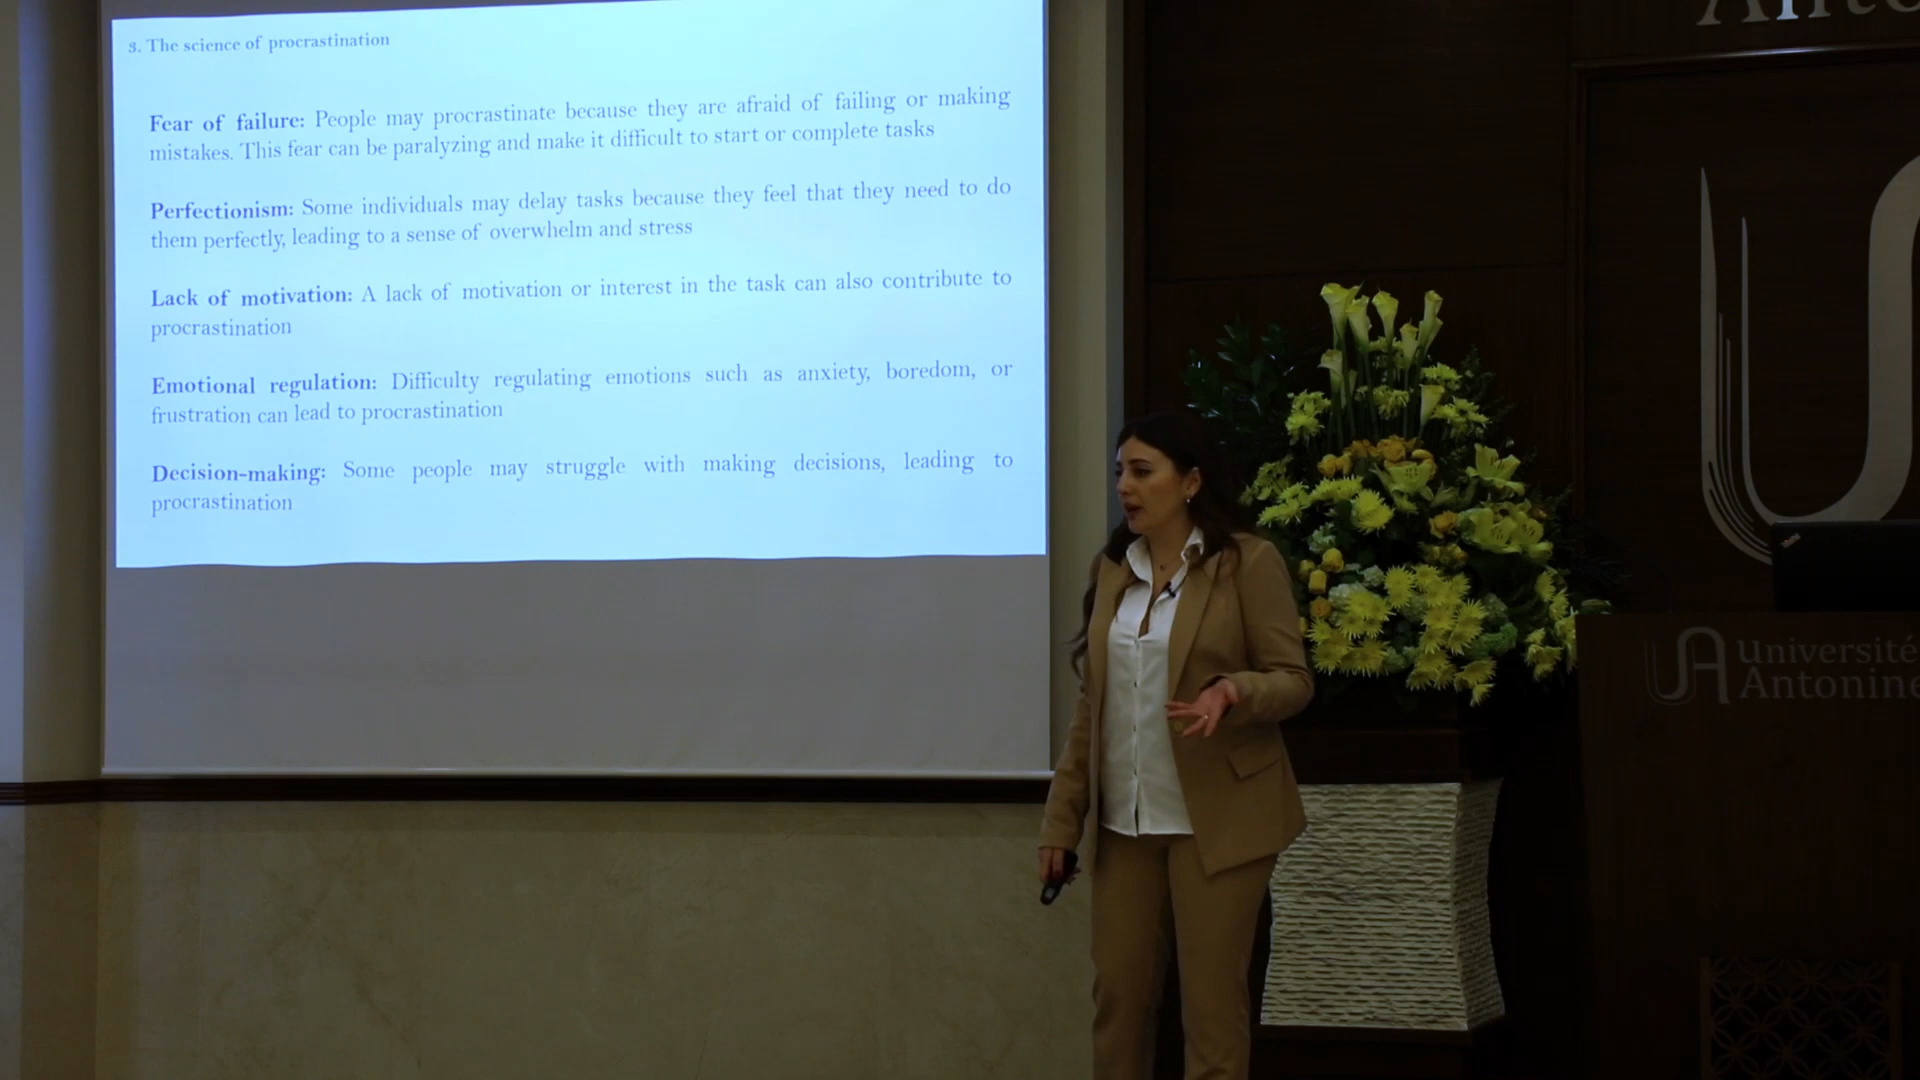 3. The science of procrastination
Fear of failure: People may procrastinate because they are afraid of failing or making
mistakes. This fear can be paralyzing and make it difficult to start or complete tasks
Perfectionism: Some individuals may delay tasks because they feel that they need to do
them perfectly, leading to a sense of overwhelm and stress
Lack of motivation: A lack of motivation or interest in the task can also contribute to
procrastination
Emotional regulation: Difficulty regulating emotions such as anxiety, boredom, or
frustration can lead to procrastination
Decision-making: Some people may struggle with making decisions, leading to
procrastination
UA
UA Université
Antonine